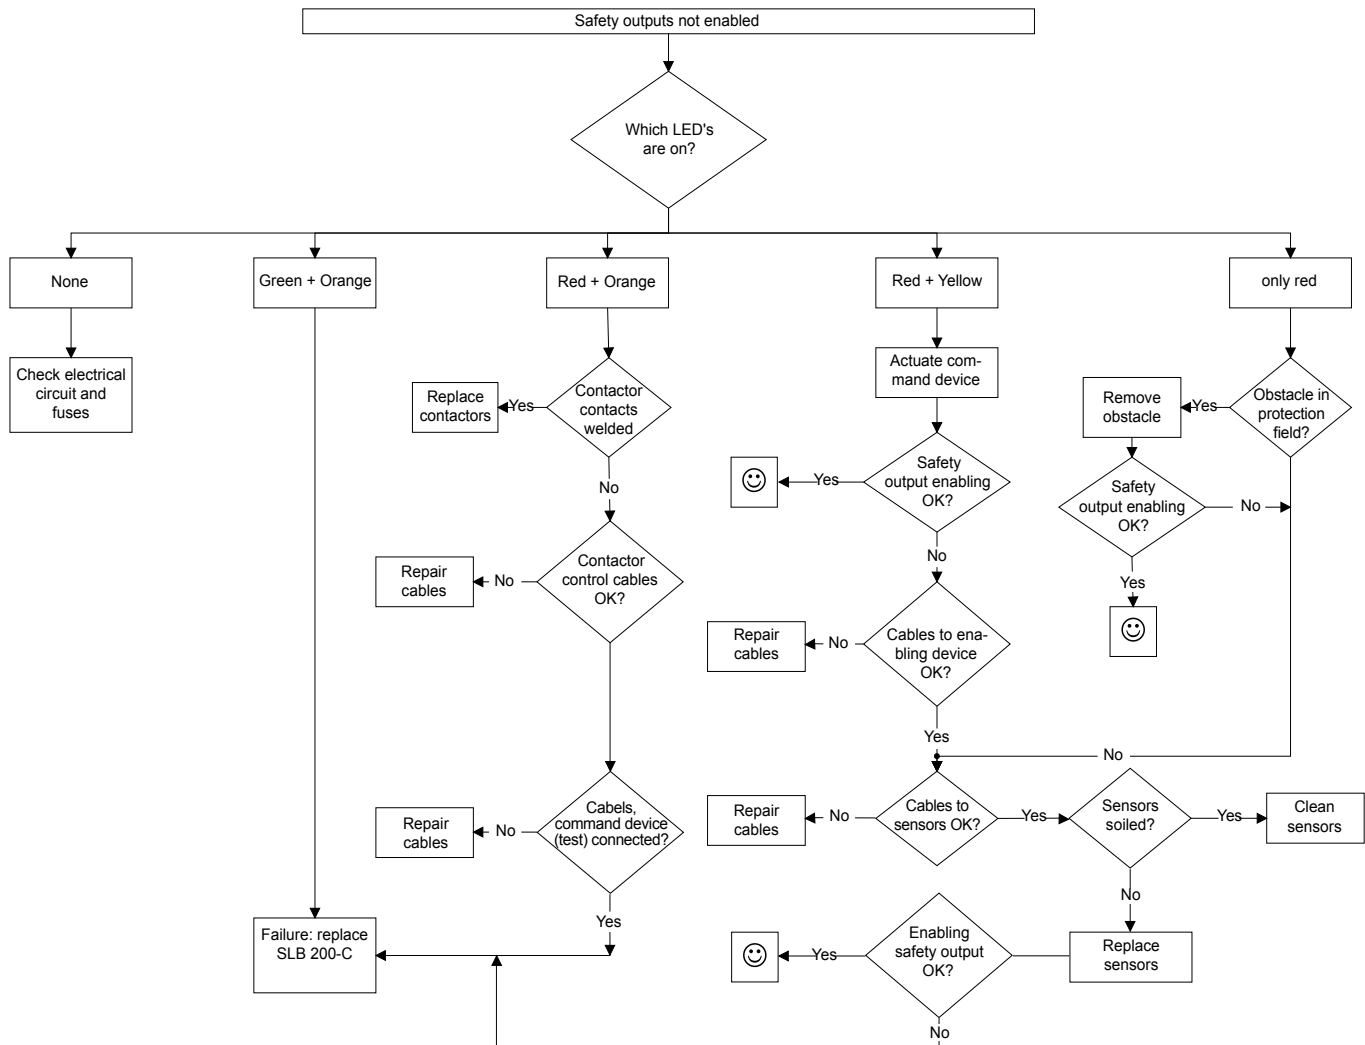 Safety outputs not enabled
Which LED's
are on?
None
Green + Orange
Red + Orange
Red + Yellow
only red
Check electrical
circuit and
fuses
Replace
contactors
Yes
Contactor
contacts
welded
Actuate com-
mand device
Remove
obstacle
Yes
Obstacle in
protection
field?
Yes
Safety
output enabling
OK?
Safety
output enabling
OK?
No
No
Repair
cables
No
Contactor
control cables
OK?
No
Yes
Repair
cables
No
Cables to ena-
bling device
OK?
Yes
No
Repair
cables
No
Cabels,
command device
(test) connected?
Repair
cables
No
Cables to
sensors OK?
Yes
Sensors
soiled?
Yes
Clean
sensors
No
Yes
Failure: replace
SLB 200-C
Yes
Enabling
safety output
OK?
Replace
sensors
No